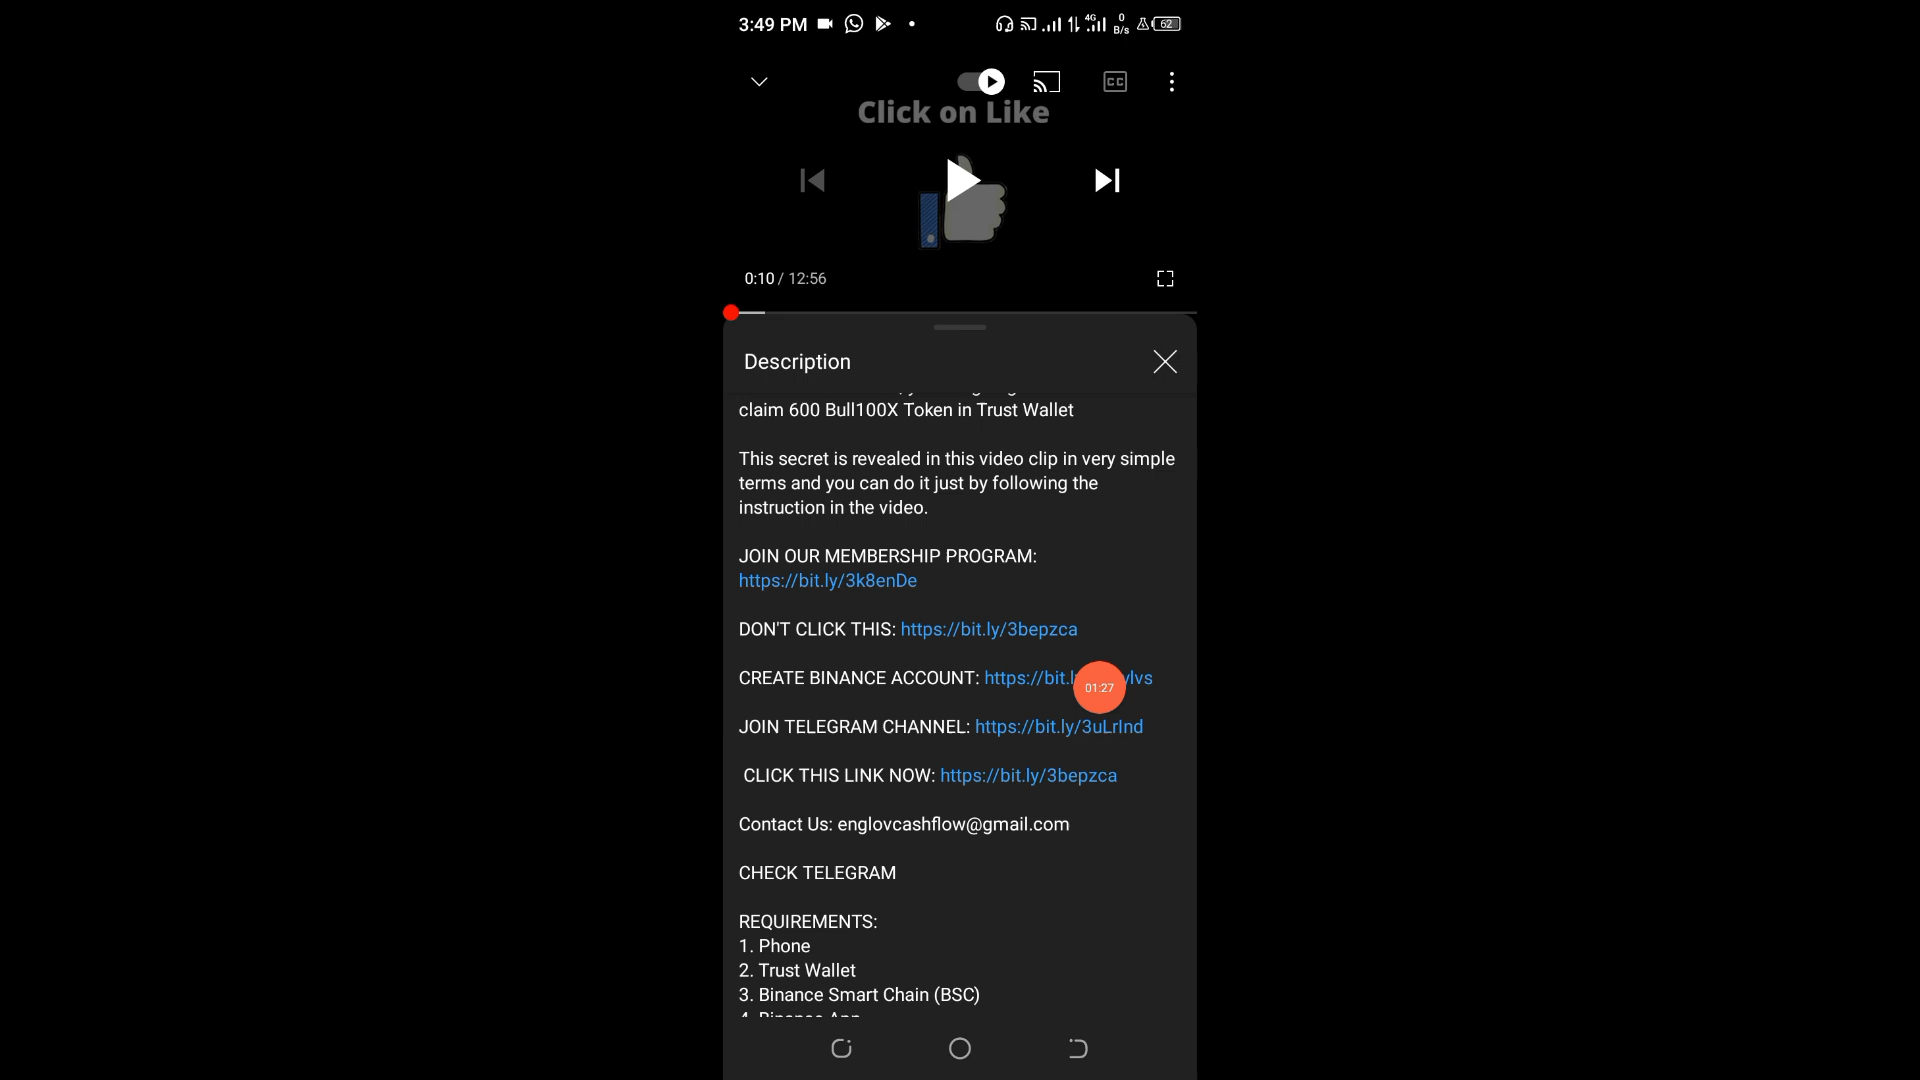 3:49 PM
4G
0
B/s
62
CC
Click on Like
0:10 / 12:56
Description
claim 600 Bull100X Token in Trust Wallet
This secret is revealed in this video clip in very simple
terms and you can do it just by following the
instruction in the video.
JOIN OUR MEMBERSHIP PROGRAM:
https://bit.ly/3k8enDe
DON'T CLICK THIS: https://bit.ly/3bepzca
CREATE BINANCE ACCOUNT: https://bit.l
01:27
JOIN TELEGRAM CHANNEL: https://bit.ly/3uLrInd
CLICK THIS LINK NOW: https://bit.ly/3bepzca
Contact Us: englovcashflow@gmail.com
CHECK TELEGRAM
REQUIREMENTS:
1. Phone
2. Trust Wallet
3. Binance Smart Chain (BSC)